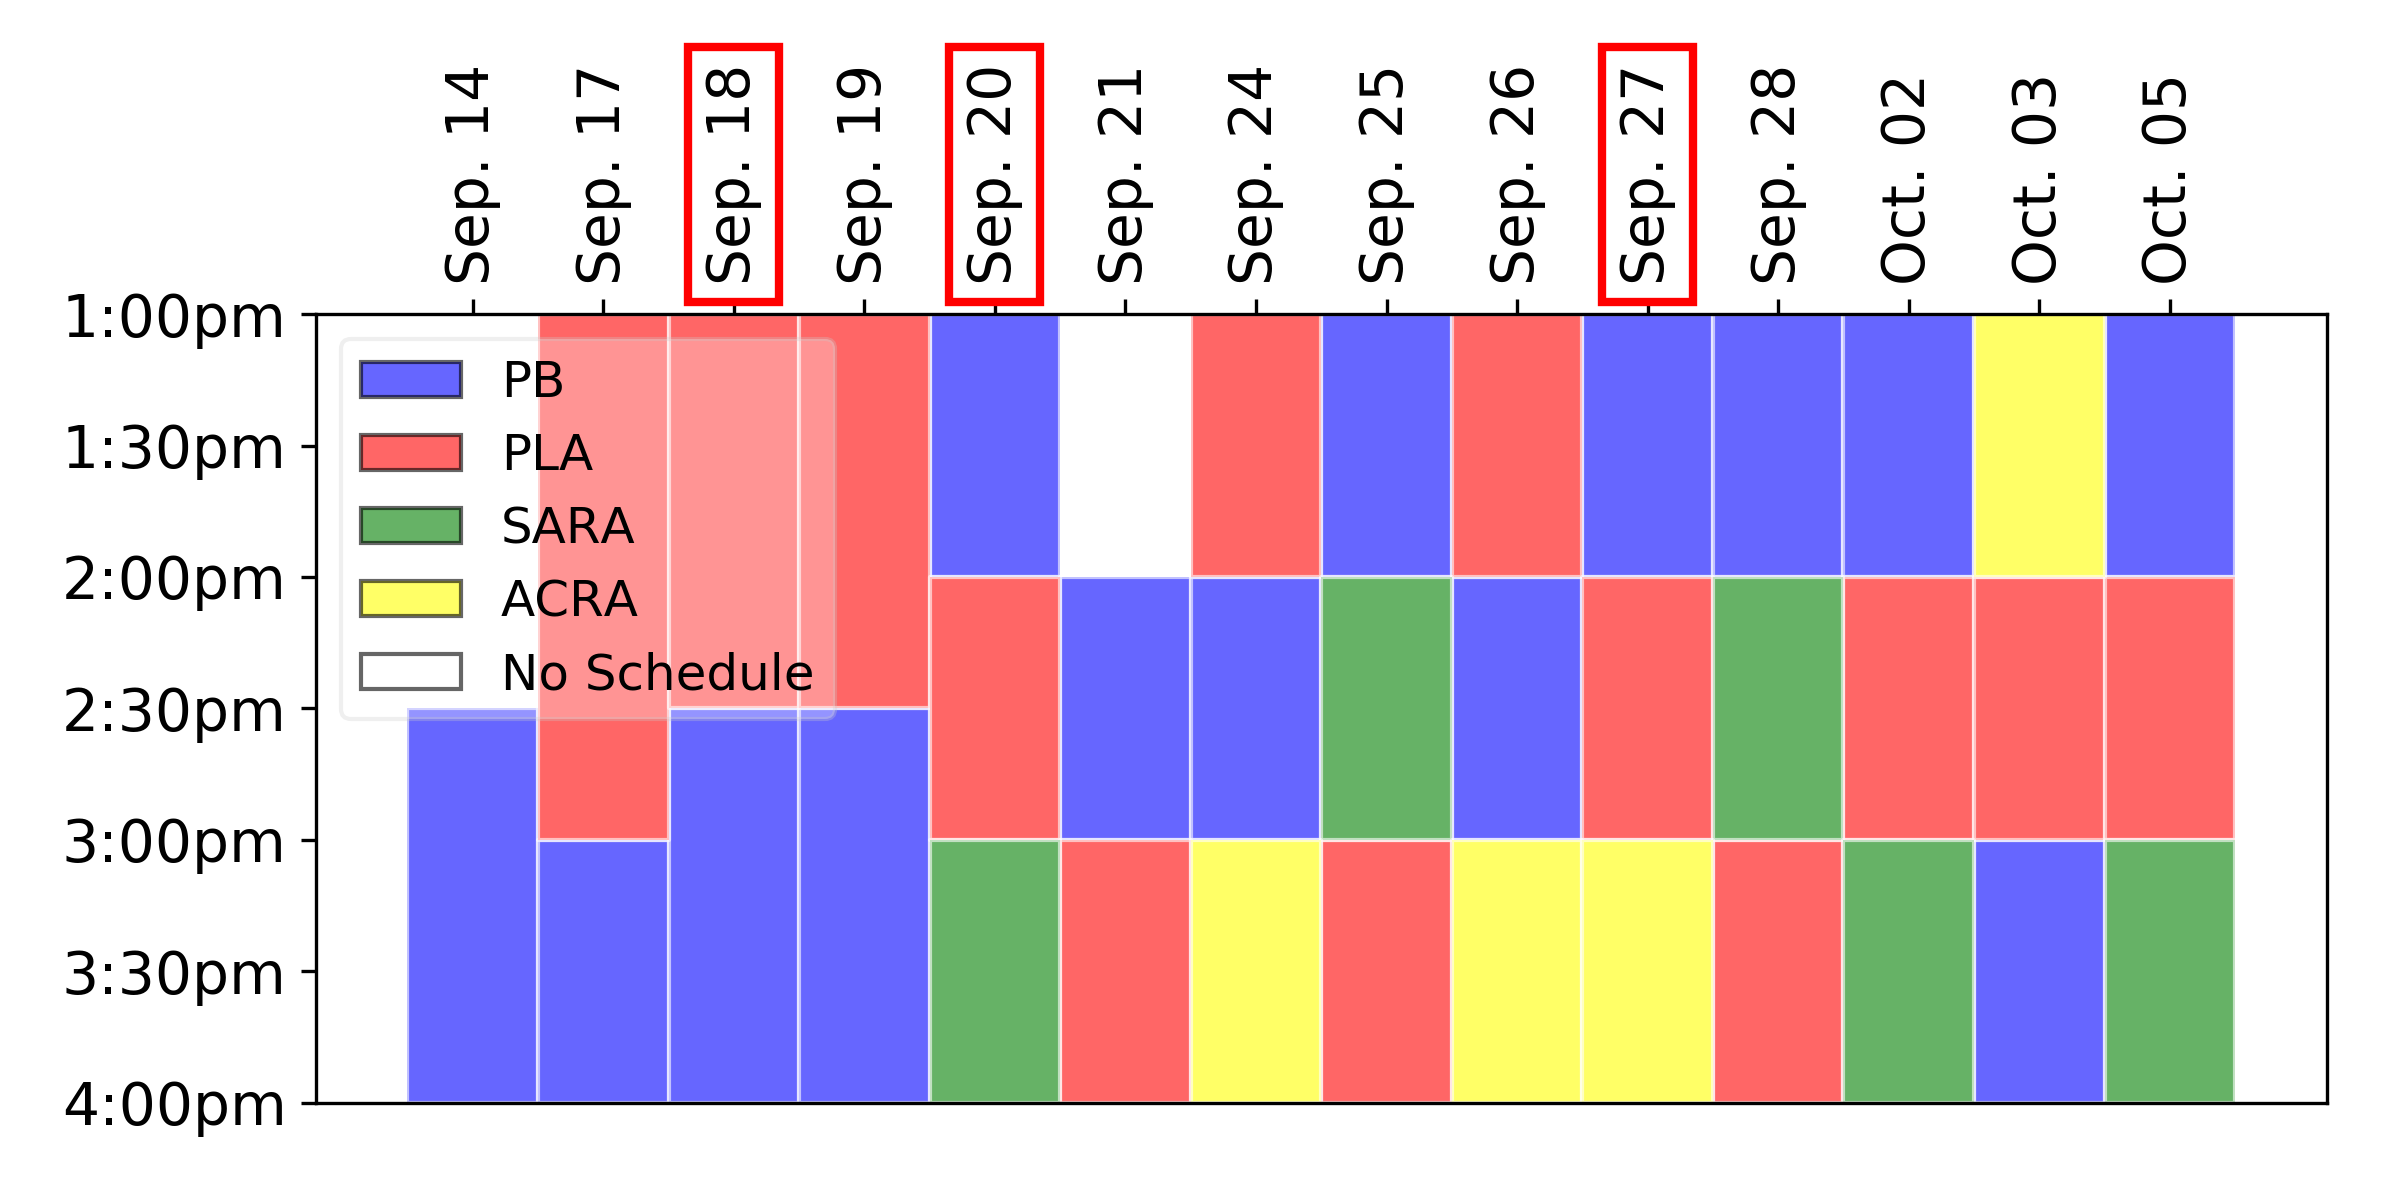 Sep. 14
Sep. 17
Sep. 18
Sep. 19
Sep. 20
Sep. 21
Sep. 24
Sep. 25
Sep. 26
Sep. 27
Sep. 28
Oct. 02
Oct. 03
Oct. 05
1:00pm
1:30pm
2:00pm
2:30pm
3:00pm
3:30pm
4:00pm
PB
PLA
SARA
ACRA
No Schedule